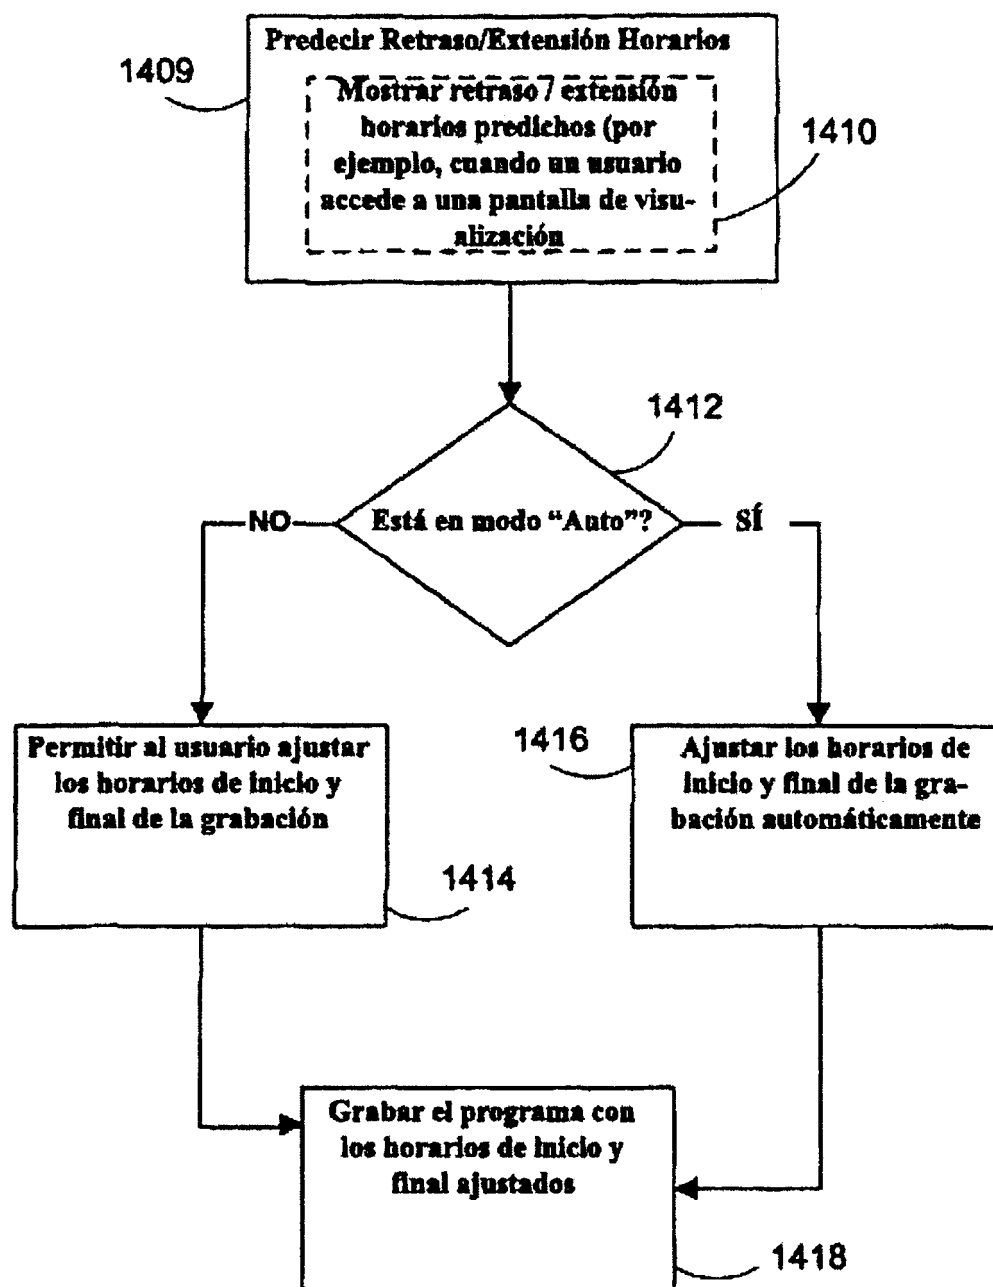 Predecir Retraso/Extensión Horarios
1409
Mostrar retraso / extensión
horarios predichos (por
ejemplo, cuando un usuario
accede a una pantalla de visu-
alización
1410
1412
NO
Está en modo “Auto”?
SÍ
Permitir al usuario ajustar
los horarios de inicio y
final de la grabación
1414
1416
Ajustar los horarios de
inicio y final de la gra-
bación automáticamente
Grabar el programa con
los horarios de inicio y
final ajustados
1418